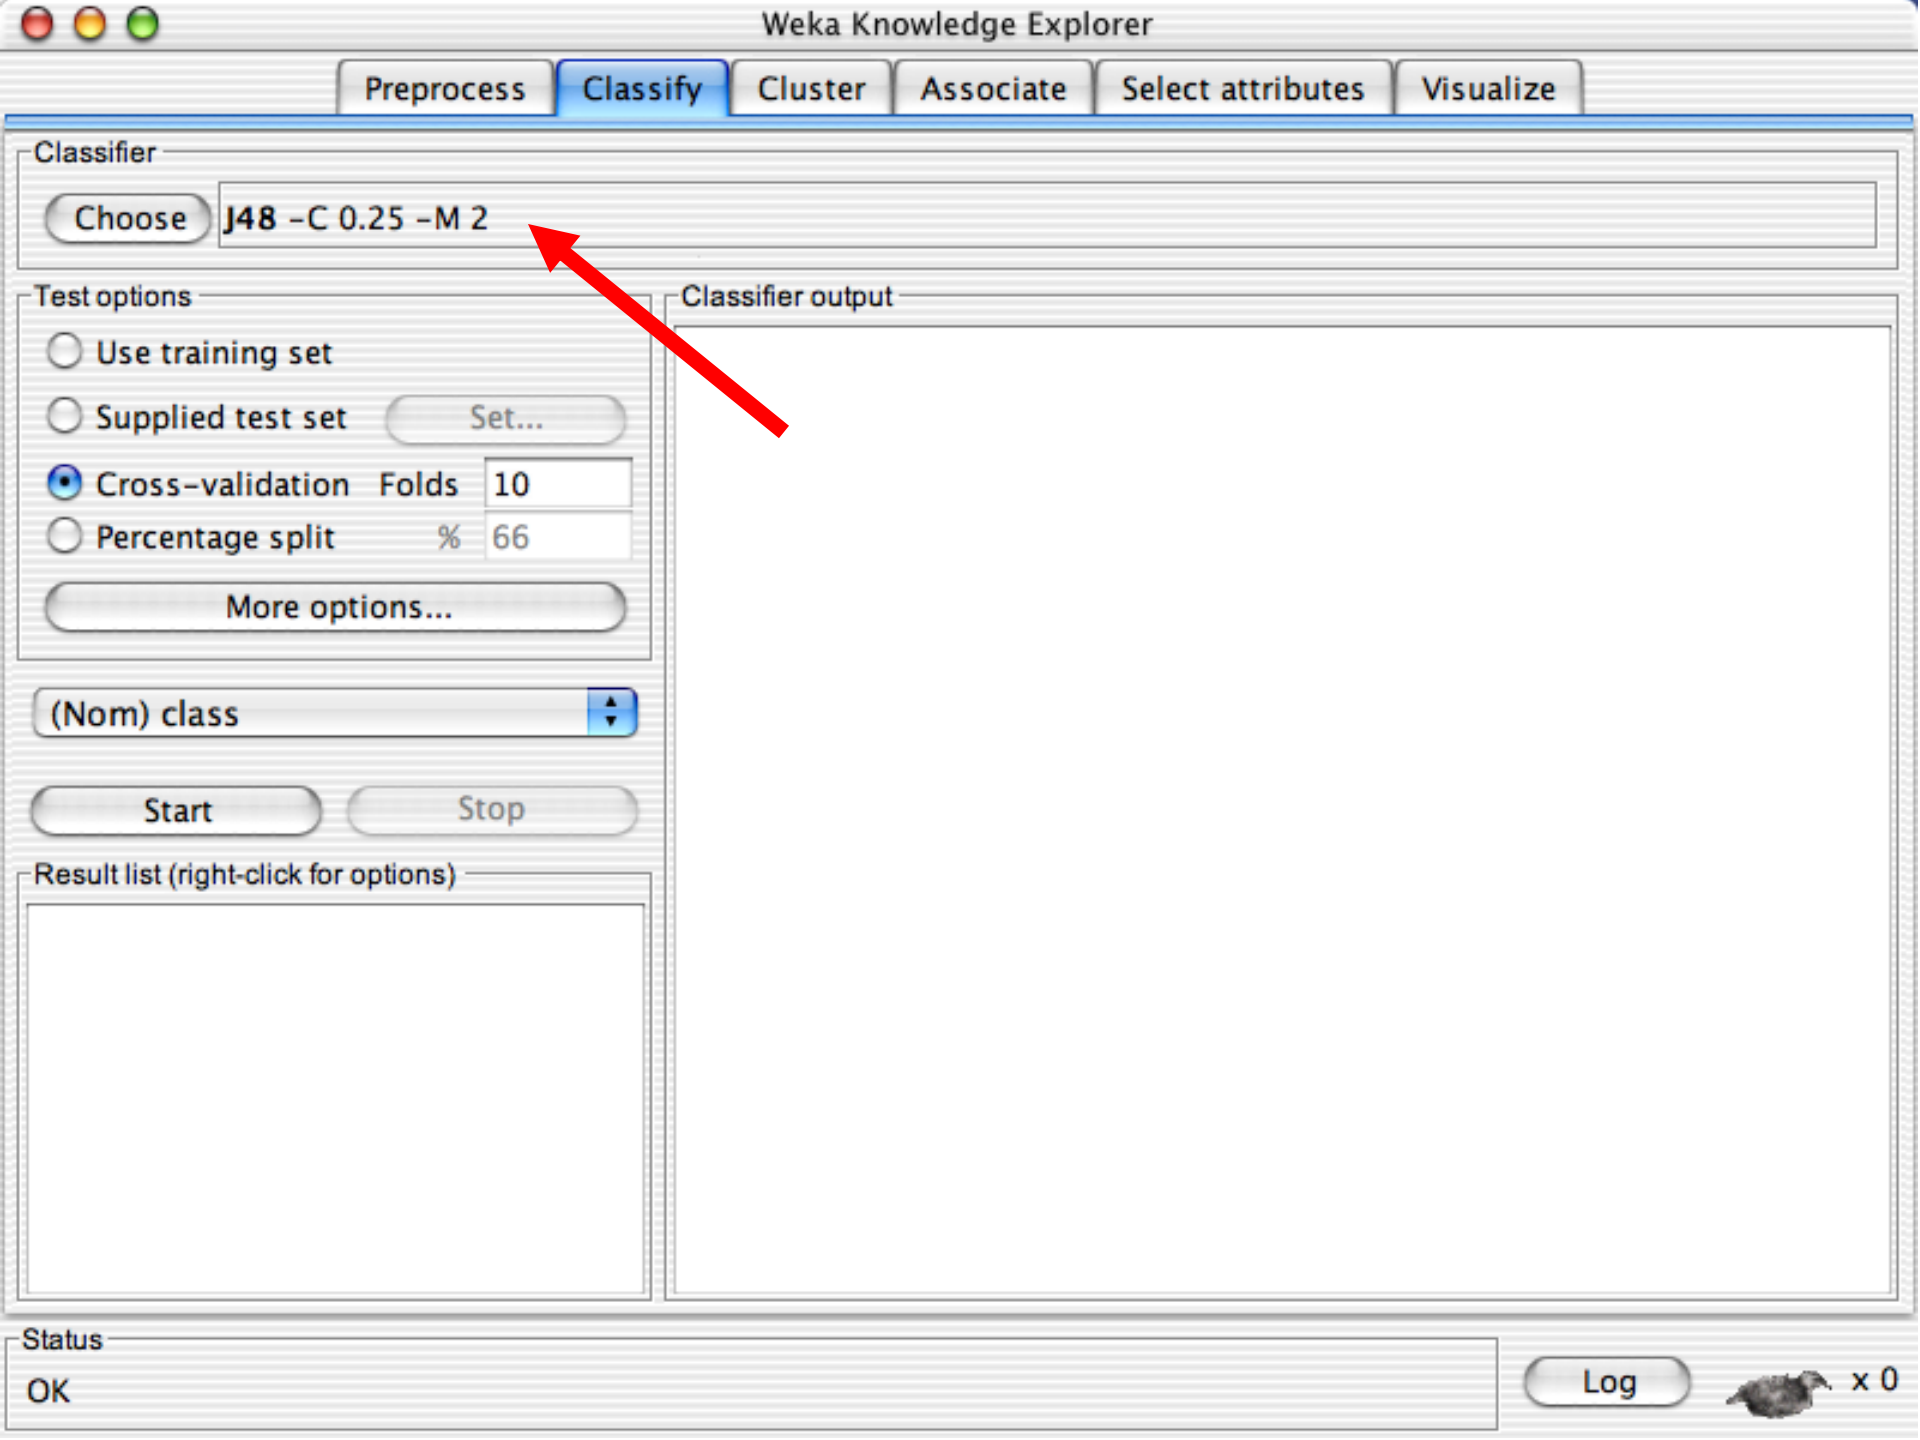 Weka Knowledge Explorer
Preprocess Classify Cluster Associate Select attributes Visualize
Classifier
Choose J48 -C 0.25 -M 2
Test options
Use training set
Supplied test set Set...
Cross-validation Folds 10
Percentage split % 66
More options...
(Nom) class
Start Stop
Result list (right-click for options)
Classifier output
Status
OK
Log x 0